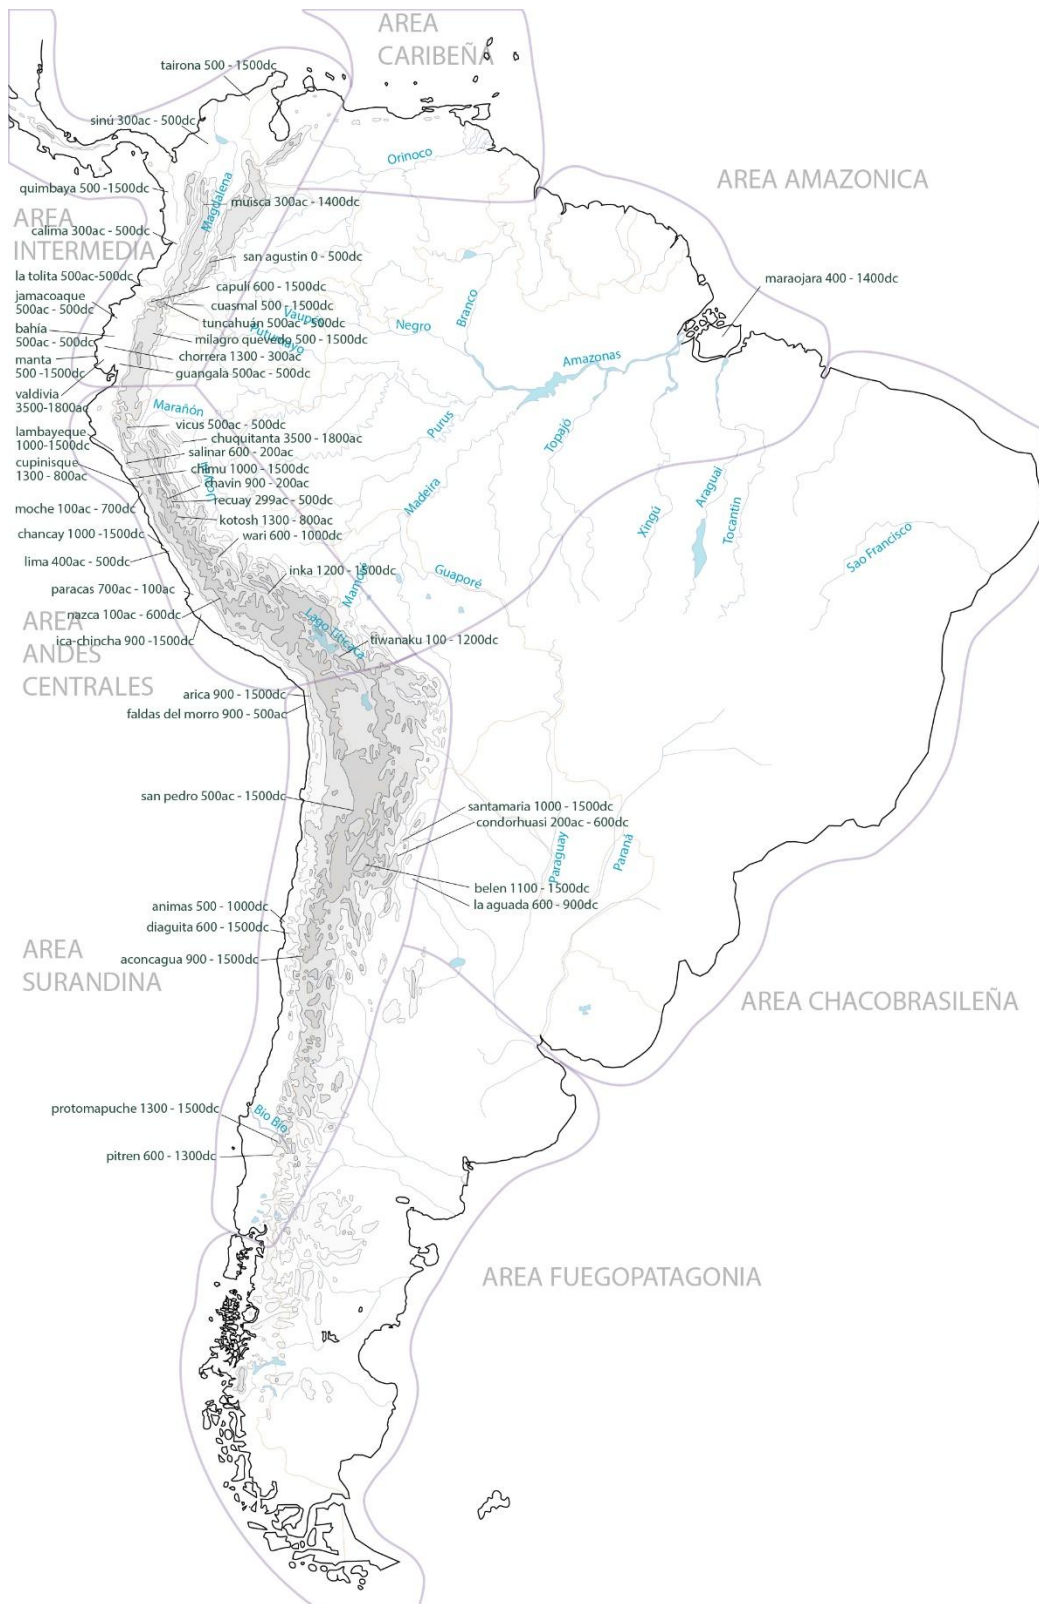 AREA
CARIBEÑA
tairona 500 - 1500dc
sinú 300ac - 500dc
Orinoco
AREA AMAZONICA
quimbaya 500 -1500dc
Magdalena
muisca 300ac - 1400dc
AREA
INTERMEDIA
calima 300ac - 500dc
san agustin 0 - 500dc
la tolita 500ac-500dc
maraojara 400 - 1400dc
capulí 600 - 1500dc
jamacoaque
500ac - 500dc
cuasmal 500 - 1500dc
Vaupés
Branco
tuncahuán 500ac - 500dc
Negro
bahía
500ac - 500dc
Putumayo
milagro quevedo 500 - 1500dc
chorrera 1300 - 300ac
Amazonas
manta
500 -1500dc
guangala 500ac - 500dc
valdivia
3500-1800ac
Marañón
Purus
Topajó
vicus 500ac - 500dc
lambayeque
1000-1500dc
chuquitanta 3500 - 1800ac
salinar 600 - 200ac
cupinisque
1300 - 800ac
chimu 1000 - 1500dc
chavin 900 - 200ac
Madeira
Araguai
Tocantin
Xingú
recuay 299ac - 500dc
moche 100ac - 700dc
kotosh 1300 - 800ac
chancay 1000 -1500dc
wari 600 - 1000dc
Sao Francisco
lima 400ac - 500dc
inka 1200 - 1500dc
Mamoré
Guaporé
paracas 700ac - 100ac
nazca 100ac - 600dc
AREA
ANDES
CENTRALES
ica-chincha 900 -1500dc
Lago Titicaca
tiwanaku 100 - 1200dc
arica 900 - 1500dc
faldas del morro 900 - 500ac
san pedro 500ac - 1500dc
santamaria 1000 - 1500dc
condorhuasi 200ac - 600dc
Paraguay
Paraná
belen 1100 - 1500dc
la aguada 600 - 900dc
animas 500 - 1000dc
diaguita 600 - 1500dc
AREA
SURANDINA
aconcagua 900 - 1500dc
AREA CHACOBRASILEÑA
protomapuche 1300 - 1500dc
Bio Bío
pitren 600 - 1300dc
AREA FUEGOPATAGONIA